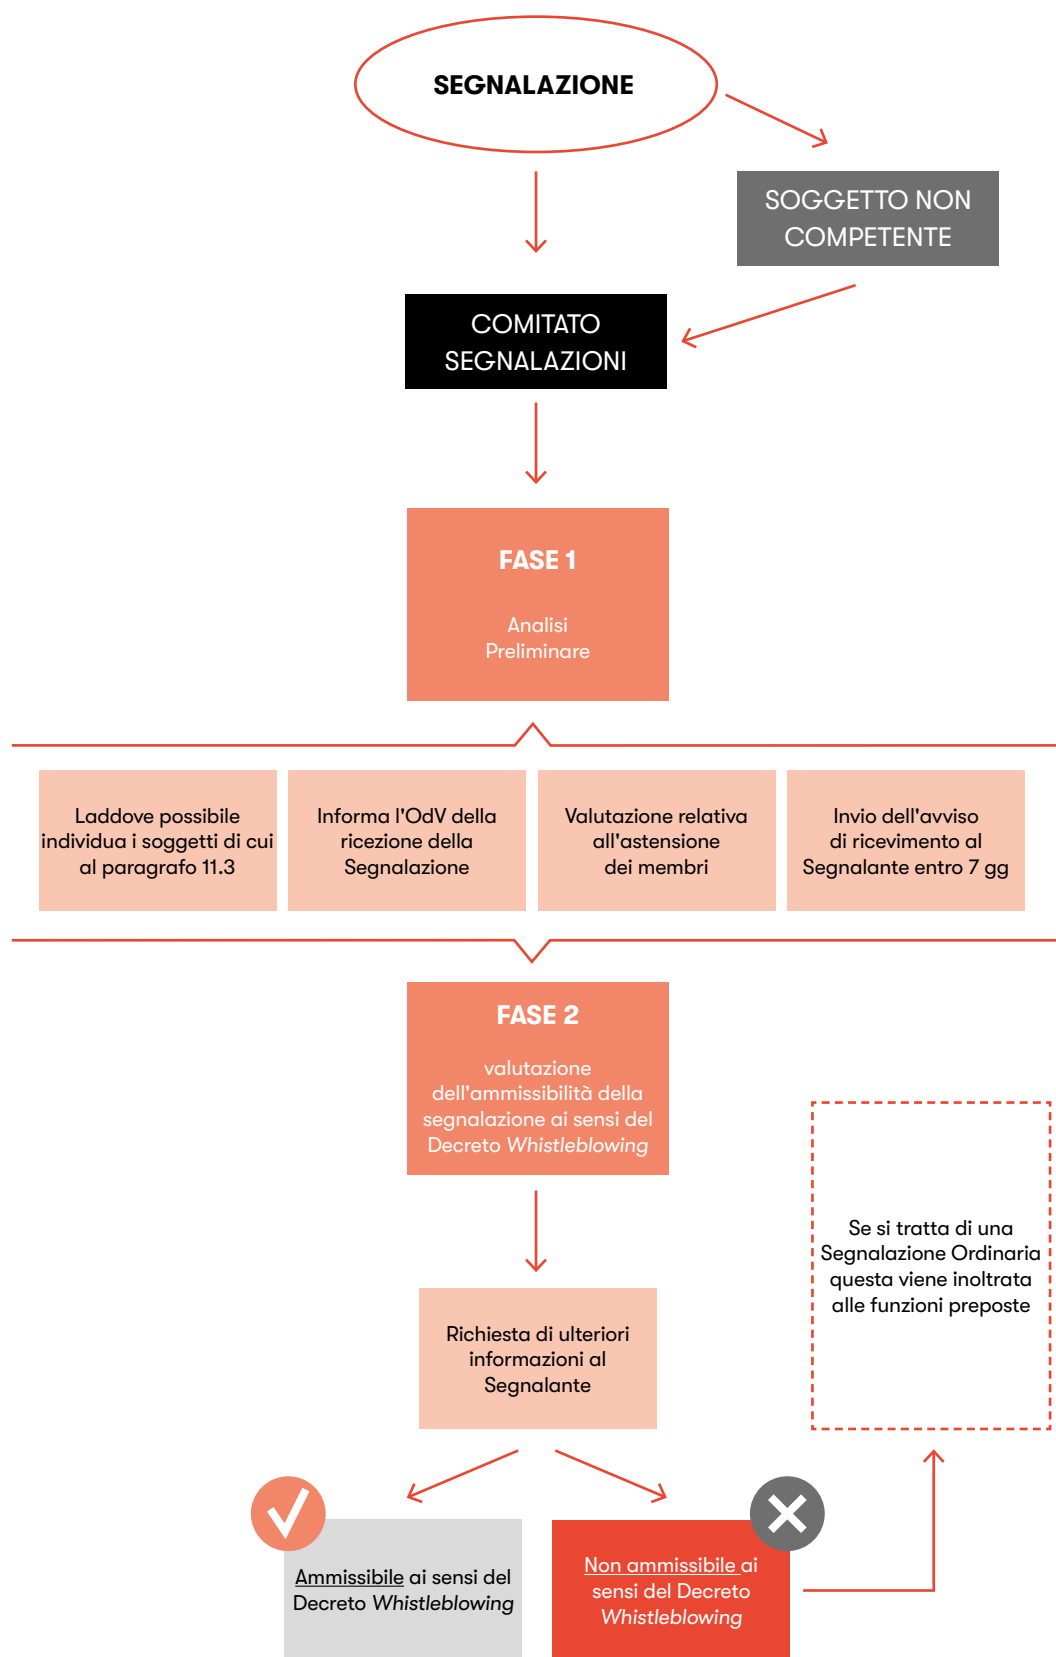 SEGNALAZIONE
SOGGETTO NON
COMPETENTE
COMITATO
SEGNALAZIONI
FASE 1
Analisi
Preliminare
Laddove possibile
individua i soggetti di cui
al paragrafo 11.3
Informa l'OdV della
ricezione della
Segnalazione
Valutazione relativa
all'astensione
dei membri
Invio dell'avviso
di ricevimento al
Segnalante entro 7 gg
FASE 2
valutazione
dell'ammissibilità della
segnalazione ai sensi del
Decreto Whistleblowing
Se si tratta di una
Segnalazione Ordinaria
questa viene inoltrata
alle funzioni preposte
Richiesta di ulteriori
informazioni al
Segnalante
Ammissibile ai sensi del
Decreto Whistleblowing
Non ammissibile ai
sensi del Decreto
Whistleblowing